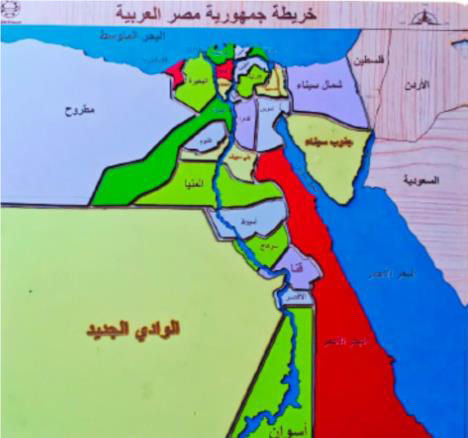 خريطة جمهورية مصر العربية
البحر المتوسط
فلسطين
الأردن
شمال سيناء
البحيرة
مطروح
جنوب سيناء
السعودية
الفيوم
بني سويف
المنيا
اسيوط
سوهاج
قنا
الأقصر
البحر الأحمر
البحر الأحمر
الوادي الجديد
أسوان